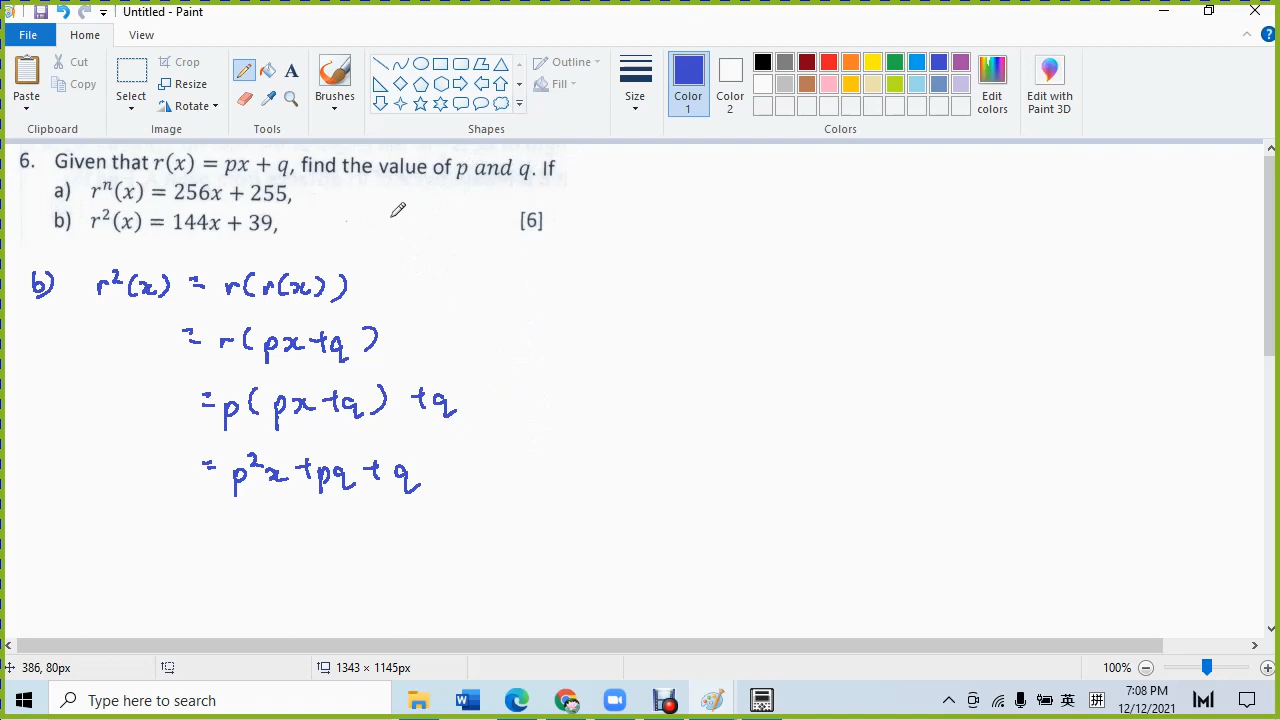 Untitled - Paint
File Home View
Paste
Cut
Copy
Clipboard
Select
Crop
Resize
Rotate
Image
Tools
Brushes
Shapes
Outline
Fill
Size
Color 1
Color 2
Colors
Edit colors
Edit with Paint 3D
6. Given that r(x) = px + q, find the value of p and q. If
a) rⁿ(x) = 256x + 255,
b) r²(x) = 144x + 39, [6]
b) r²(x) = r(r(x))
= r(px+q)
= p(px+q) +q
= p²x+pq+q
386, 80px 1343 × 1145px 100%
Type here to search
英 拼 7:08 PM
12/12/2021